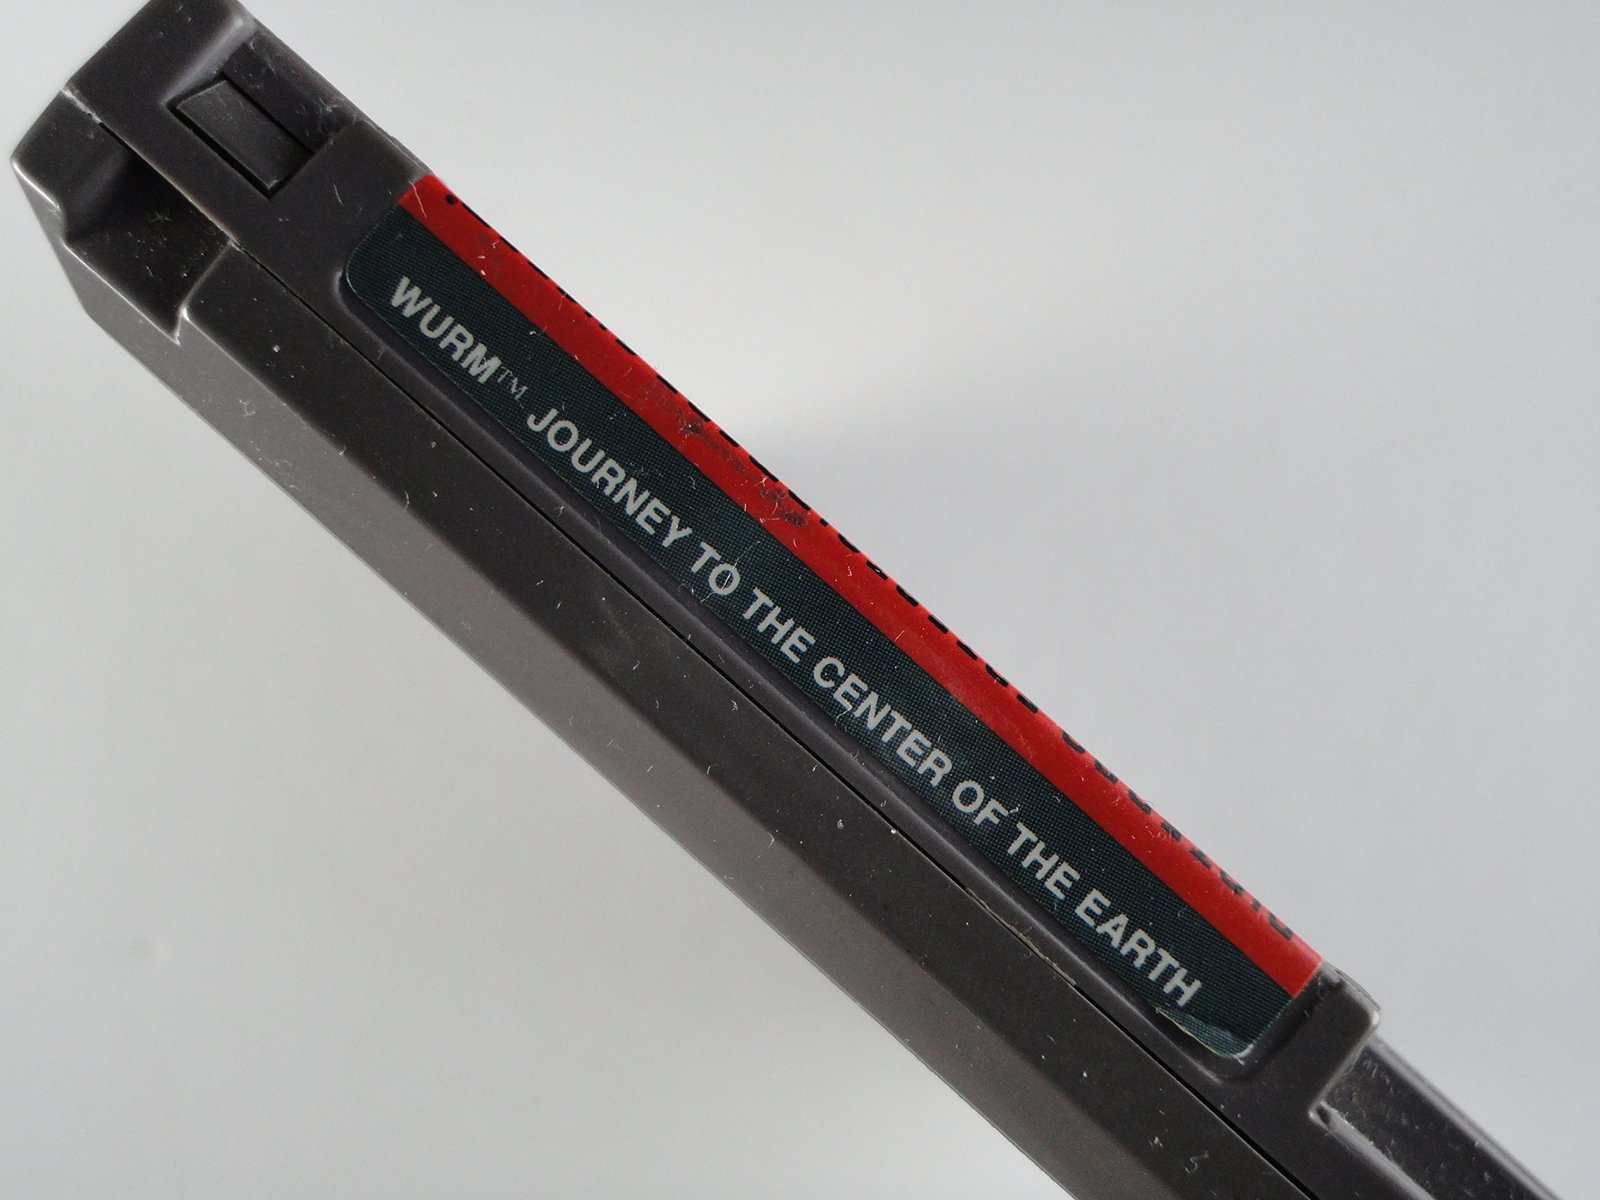 WURM™ JOURNEY TO THE CENTER OF THE EARTH